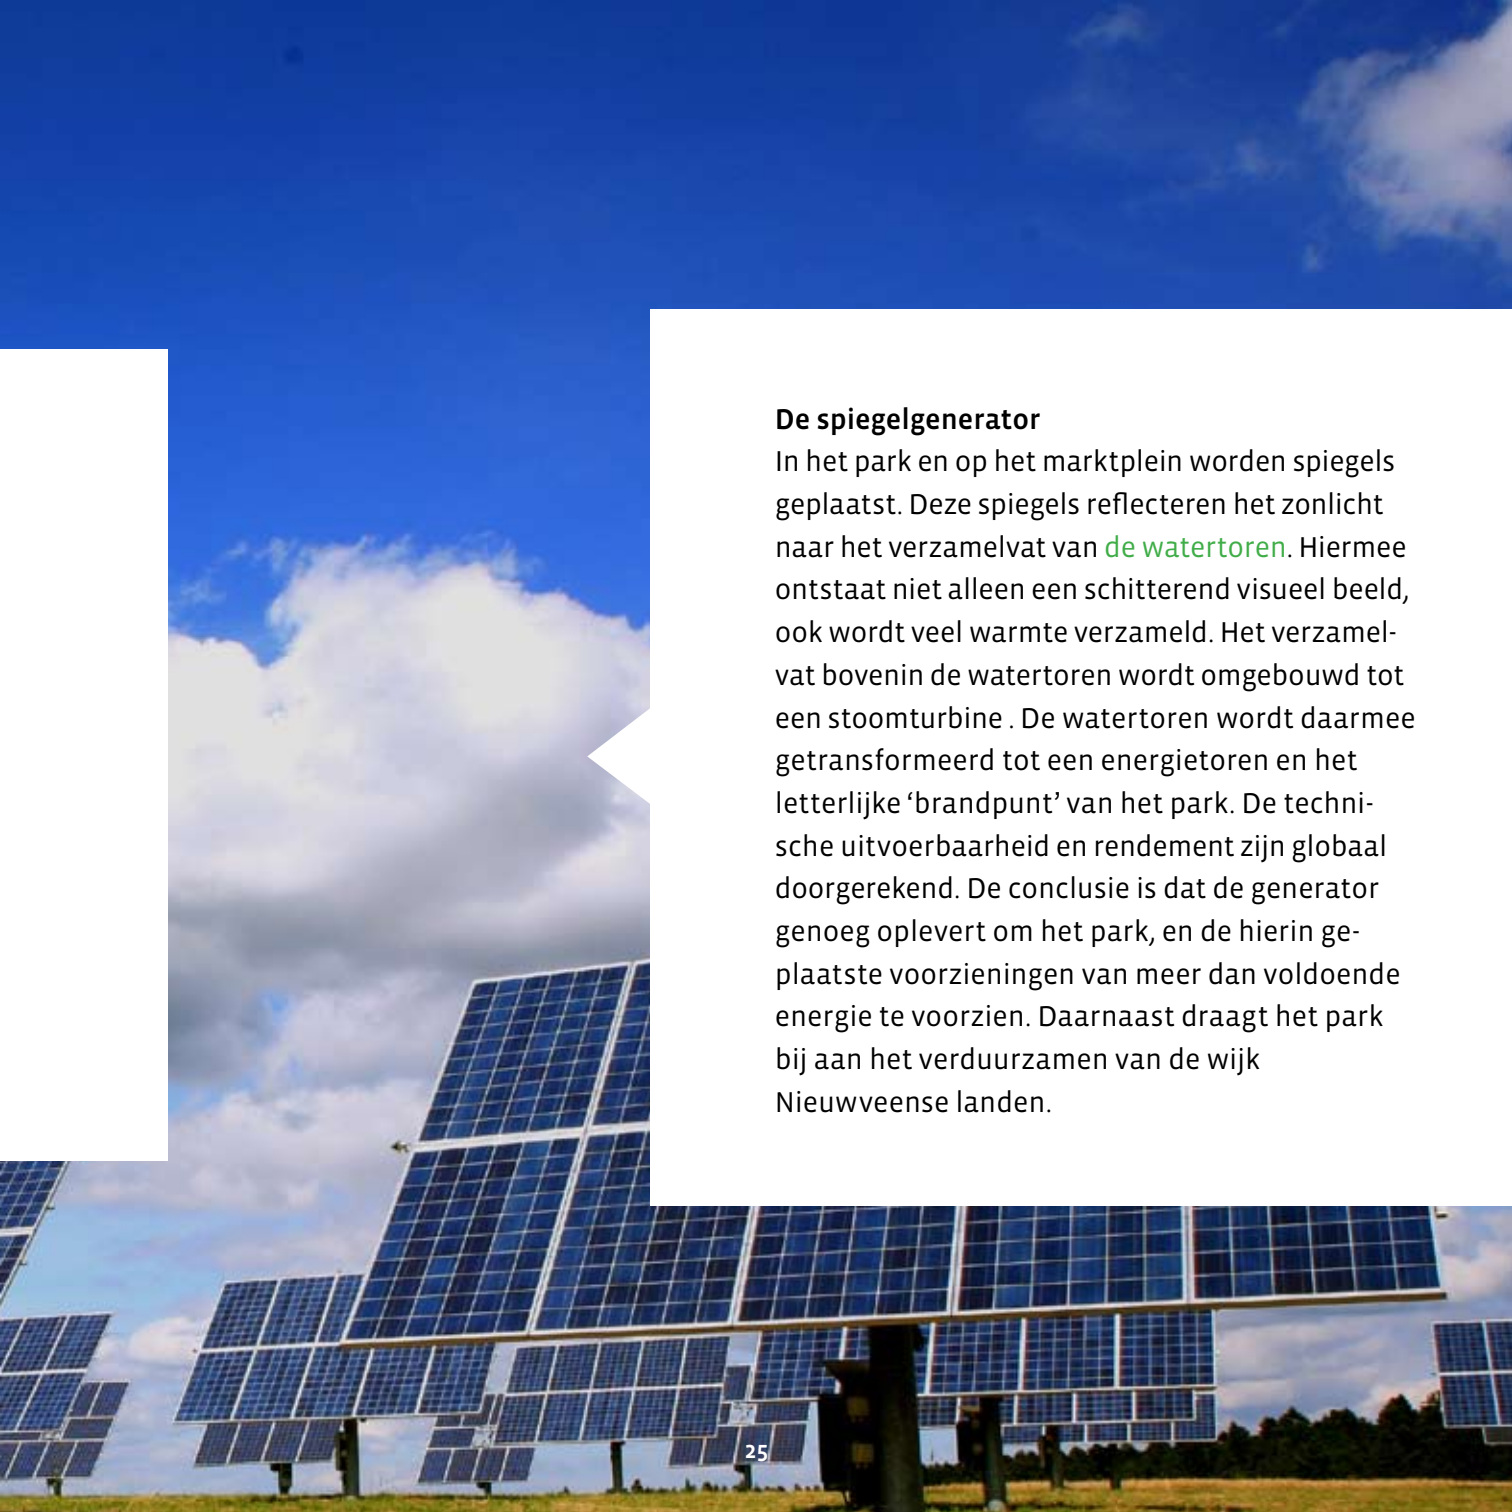 De spiegelgenerator
In het park en op het marktplein worden spiegels
geplaatst. Deze spiegels reflecteren het zonlicht
naar het verzamelvat van de watertoren. Hiermee
ontstaat niet alleen een schitterend visueel beeld,
ook wordt veel warmte verzameld. Het verzamel-
vat bovenin de watertoren wordt omgebouwd tot
een stoomturbine . De watertoren wordt daarmee
getransformeerd tot een energietoren en het
letterlijke ‘brandpunt’ van het park. De techni-
sche uitvoerbaarheid en rendement zijn globaal
doorgerekend. De conclusie is dat de generator
genoeg oplevert om het park, en de hierin ge-
plaatste voorzieningen van meer dan voldoende
energie te voorzien. Daarnaast draagt het park
bij aan het verduurzamen van de wijk
Nieuwveense landen.
25